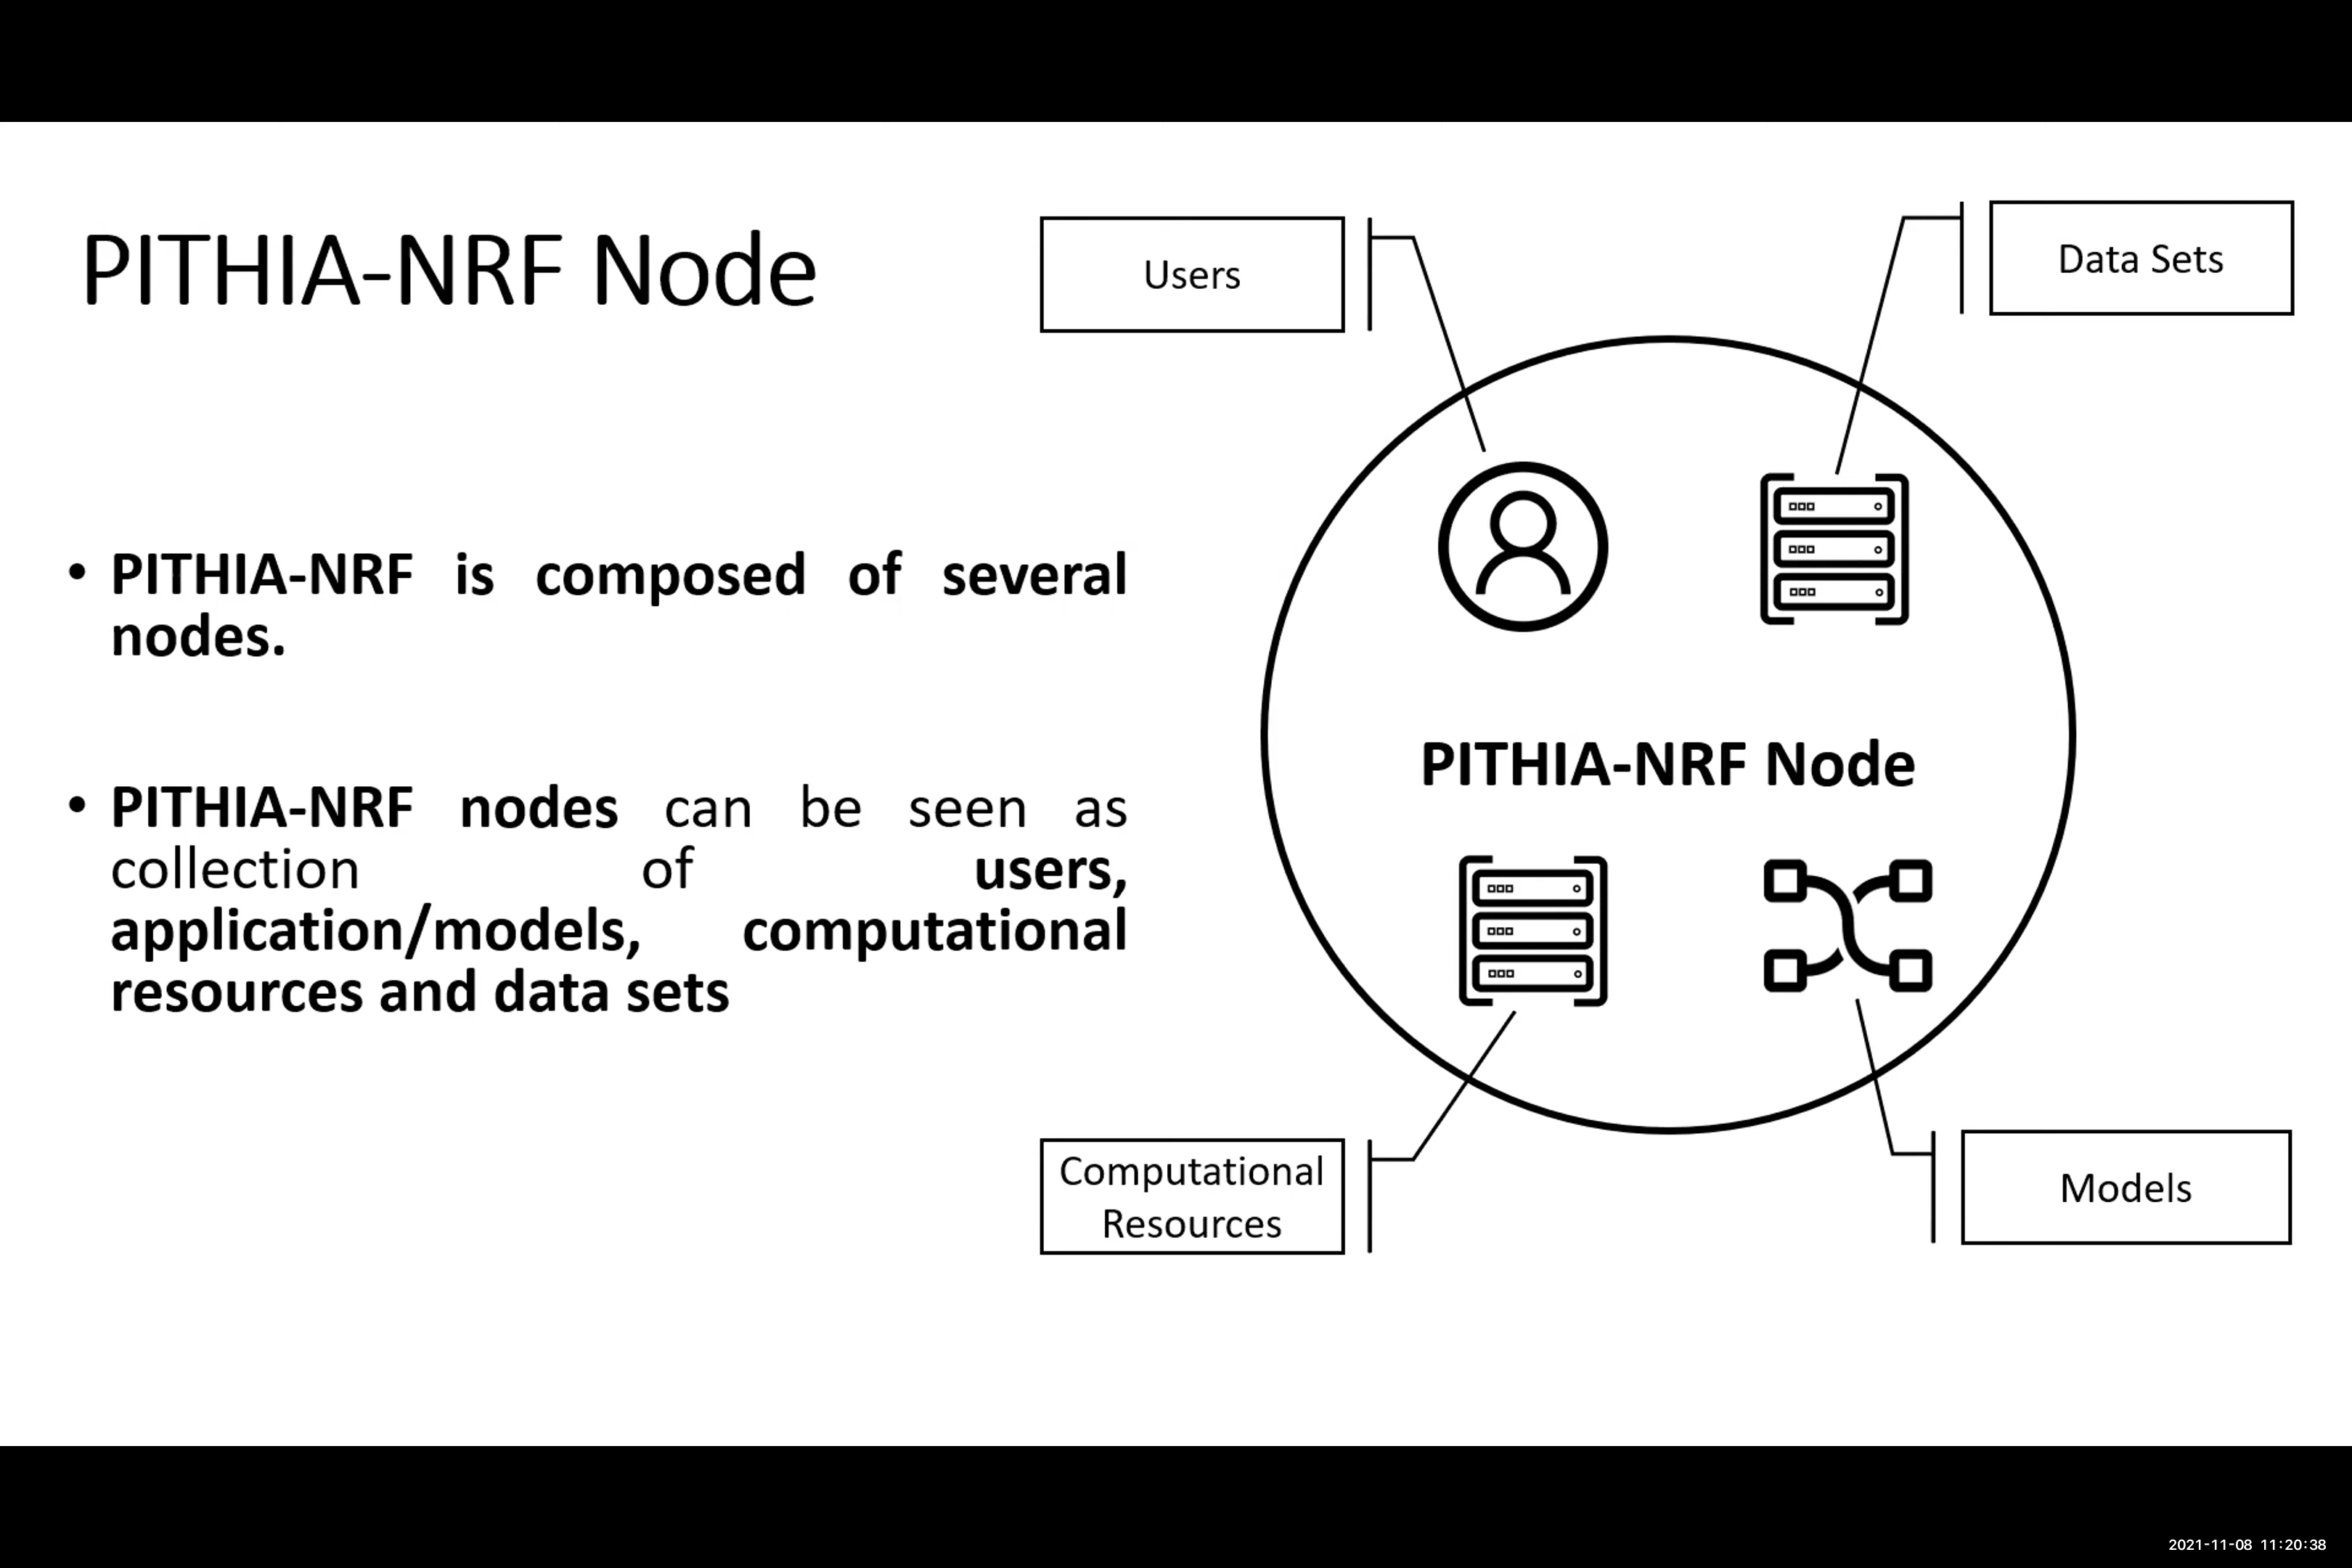 PITHIA-NRF Node
• PITHIA-NRF is composed of several
nodes.
• PITHIA-NRF nodes can be seen as
collection of users,
application/models, computational
resources and data sets
Users
Data Sets
PITHIA-NRF Node
Computational
Resources
Models
2021-11-08 11:20:38